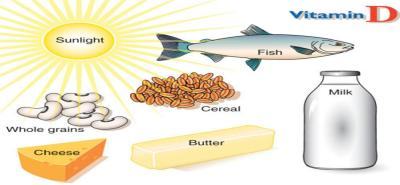 Vitamin D
Sunlight
Fish
Cereal
Milk
Whole grains
Butter
Cheese